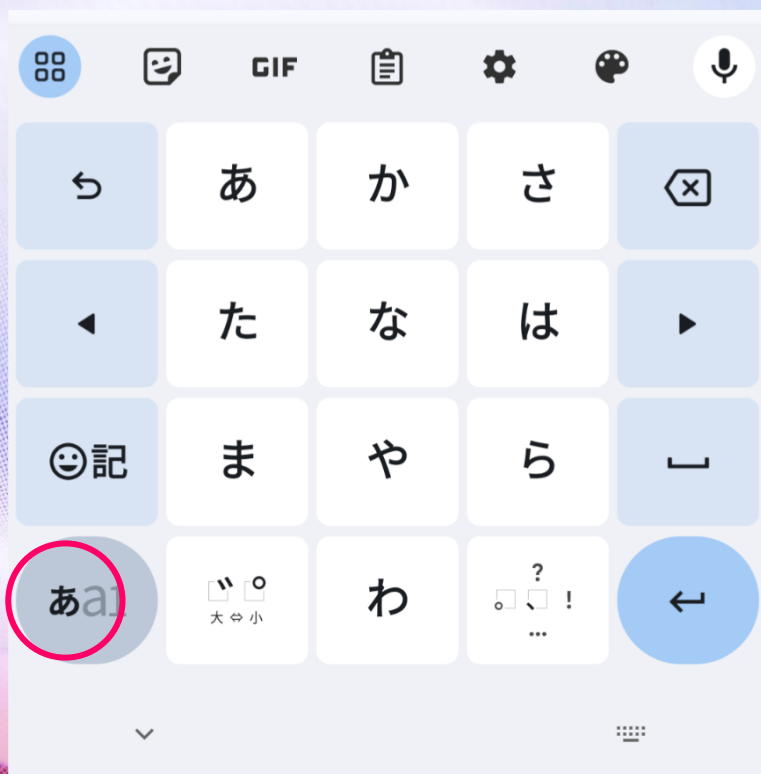 GIF
あ か さ
た な は
記 ま や ら
あa1 ゛ ゜ わ ?
大⇔小 。、!
…